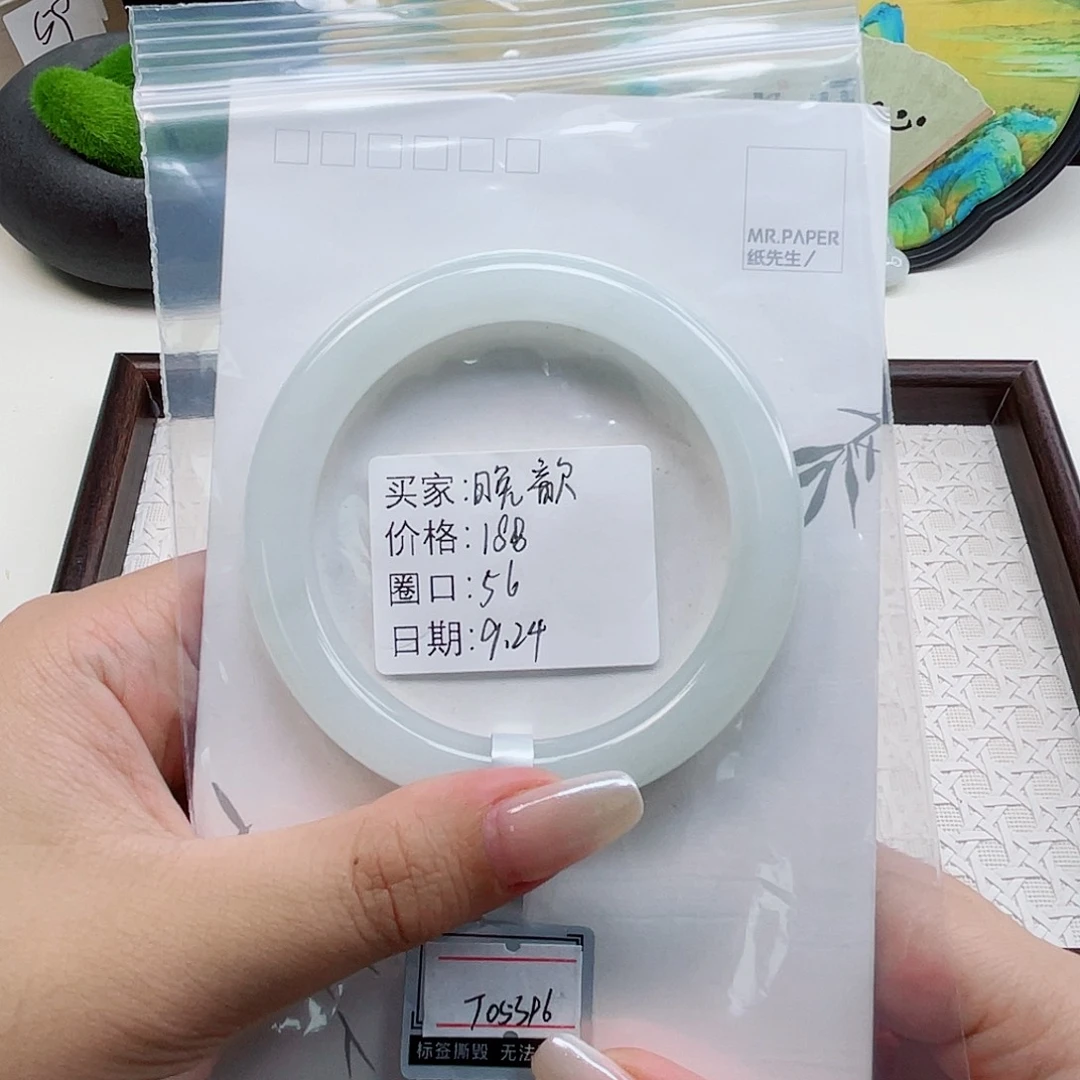 MR.PAPER
纸先生/
买家:晚歆
价格:188
圈口:56
日期:9.24
T053P6
标签撕毁 无法